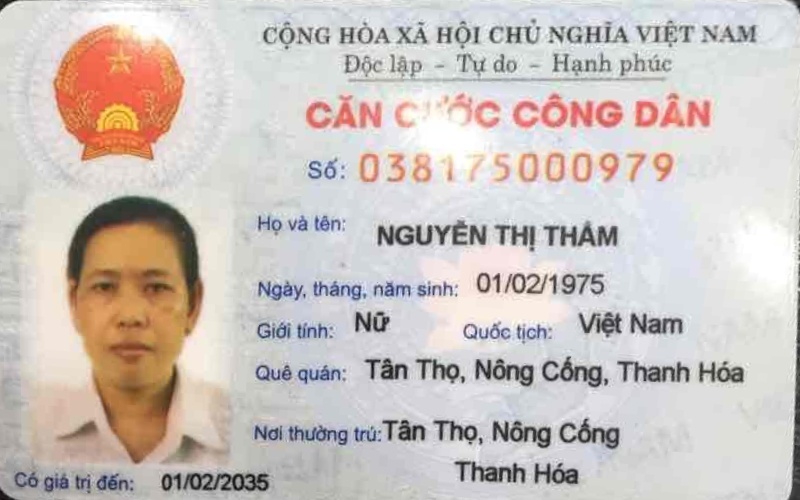 CỘNG HÒA XÃ HỘI CHỦ NGHĨA VIỆT NAM
Độc lập - Tự do - Hạnh phúc
CĂN CƯỚC CÔNG DÂN
Số: 038175000979
Họ và tên: NGUYỄN THỊ THẮM
Ngày, tháng, năm sinh: 01/02/1975
Giới tính: Nữ Quốc tịch: Việt Nam
Quê quán: Tân Thọ, Nông Cống, Thanh Hóa
Nơi thường trú: Tân Thọ, Nông Cống
Thanh Hóa
Có giá trị đến: 01/02/2035